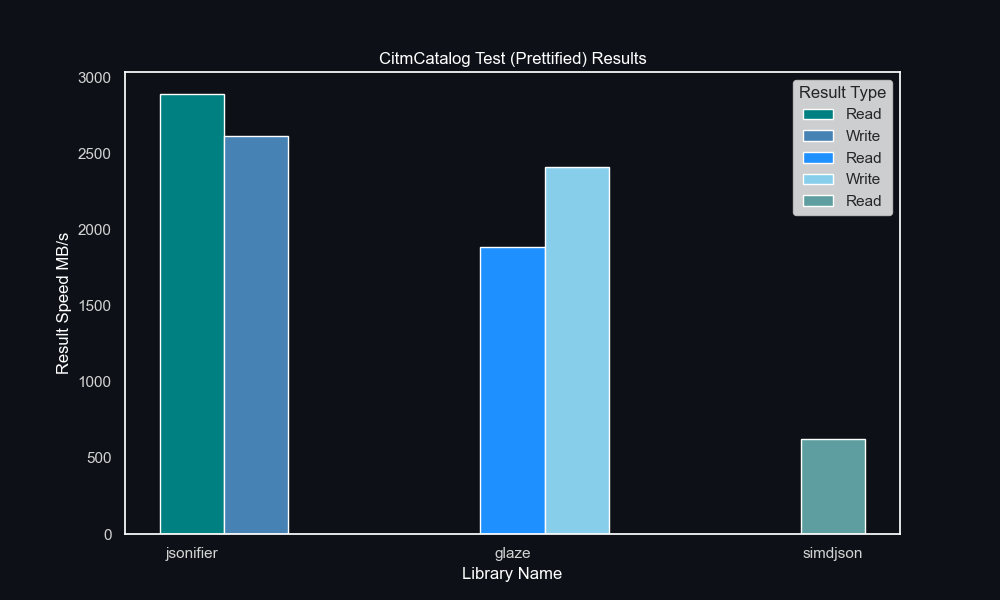 CitmCatalog Test (Prettified) Results
3000
2500
2000
1500
1000
500
0
Result Speed MB/s
Result Type
Read
Write
Read
Write
Read
jsonifier
glaze
simdjson
Library Name